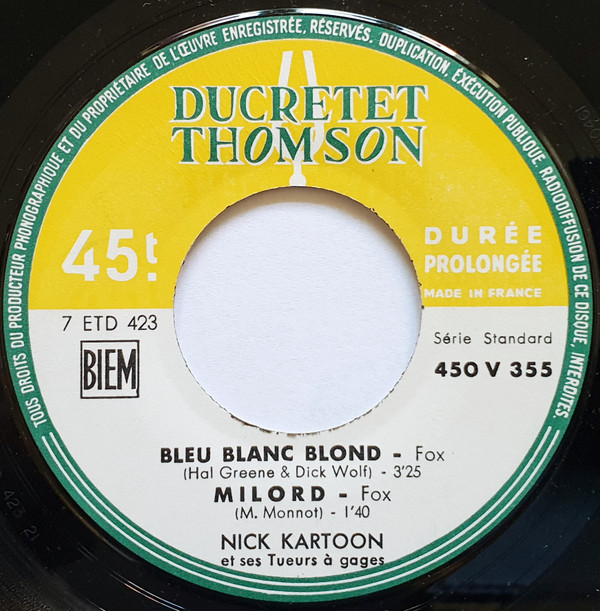 TOUS DROITS DU PRODUCTEUR PHONOGRAPHIQUE ET DU PROPRIÉTAIRE DE L'ŒUVRE ENREGISTRÉE, RÉSERVÉS. DUPLICATION, EXÉCUTION PUBLIQUE, RADIODIFFUSION DE CE DISQUE, INTERDITES.
DUCRETET
THOMSON
45t.
DURÉE
PROLONGÉE
MADE IN FRANCE
7 ETD 423
BIEM
Série Standard
450 V 355
BLEU BLANC BLOND - Fox
(Hal Greene & Dick Wolf) - 3'25
MILORD - Fox
(M. Monnot) - 1'40
NICK KARTOON
et ses Tueurs à gages